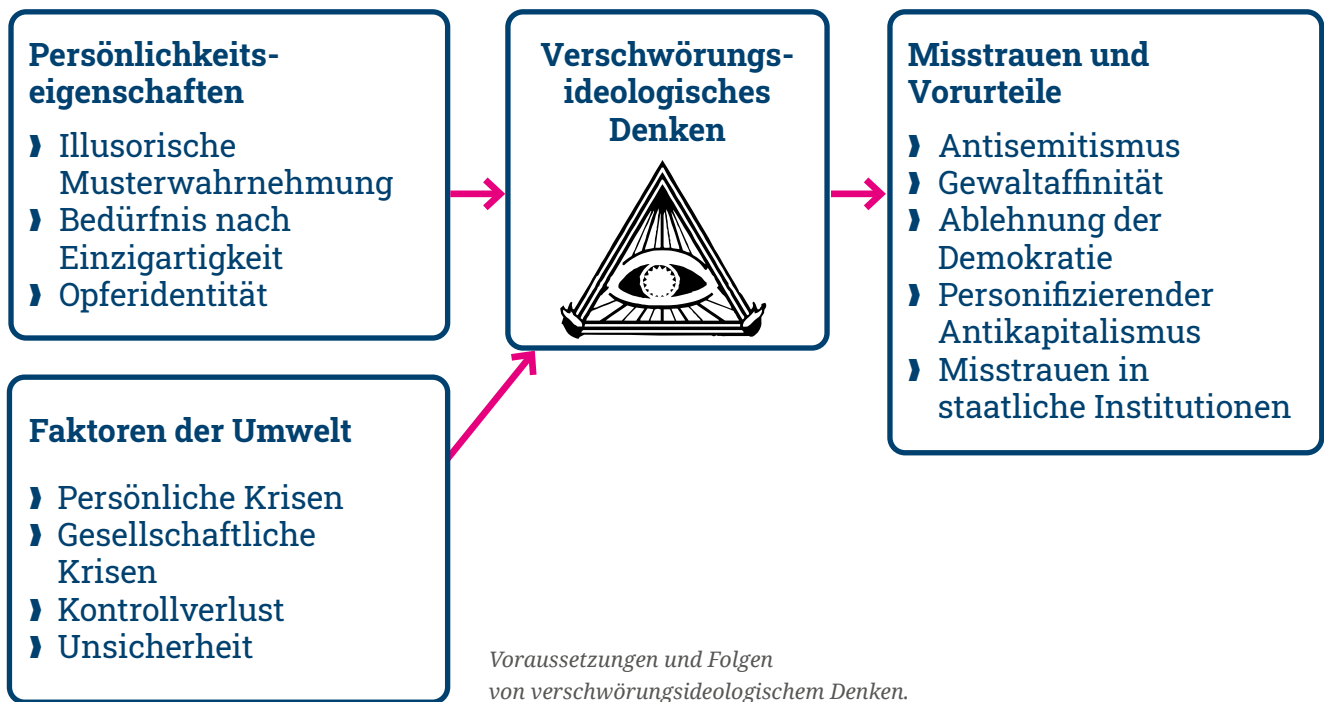 Persönlichkeits-
eigenschaften
❱ Illusorische
Musterwahrnehmung
❱ Bedürfnis nach
Einzigartigkeit
❱ Opferidentität
Faktoren der Umwelt
❱ Persönliche Krisen
❱ Gesellschaftliche
Krisen
❱ Kontrollverlust
❱ Unsicherheit
Verschwörungs-
ideologisches
Denken
Misstrauen und
Vorurteile
❱ Antisemitismus
❱ Gewaltaffinität
❱ Ablehnung der
Demokratie
❱ Personifizierender
Antikapitalismus
❱ Misstrauen in
staatliche Institutionen
Voraussetzungen und Folgen
von verschwörungsideologischem Denken.